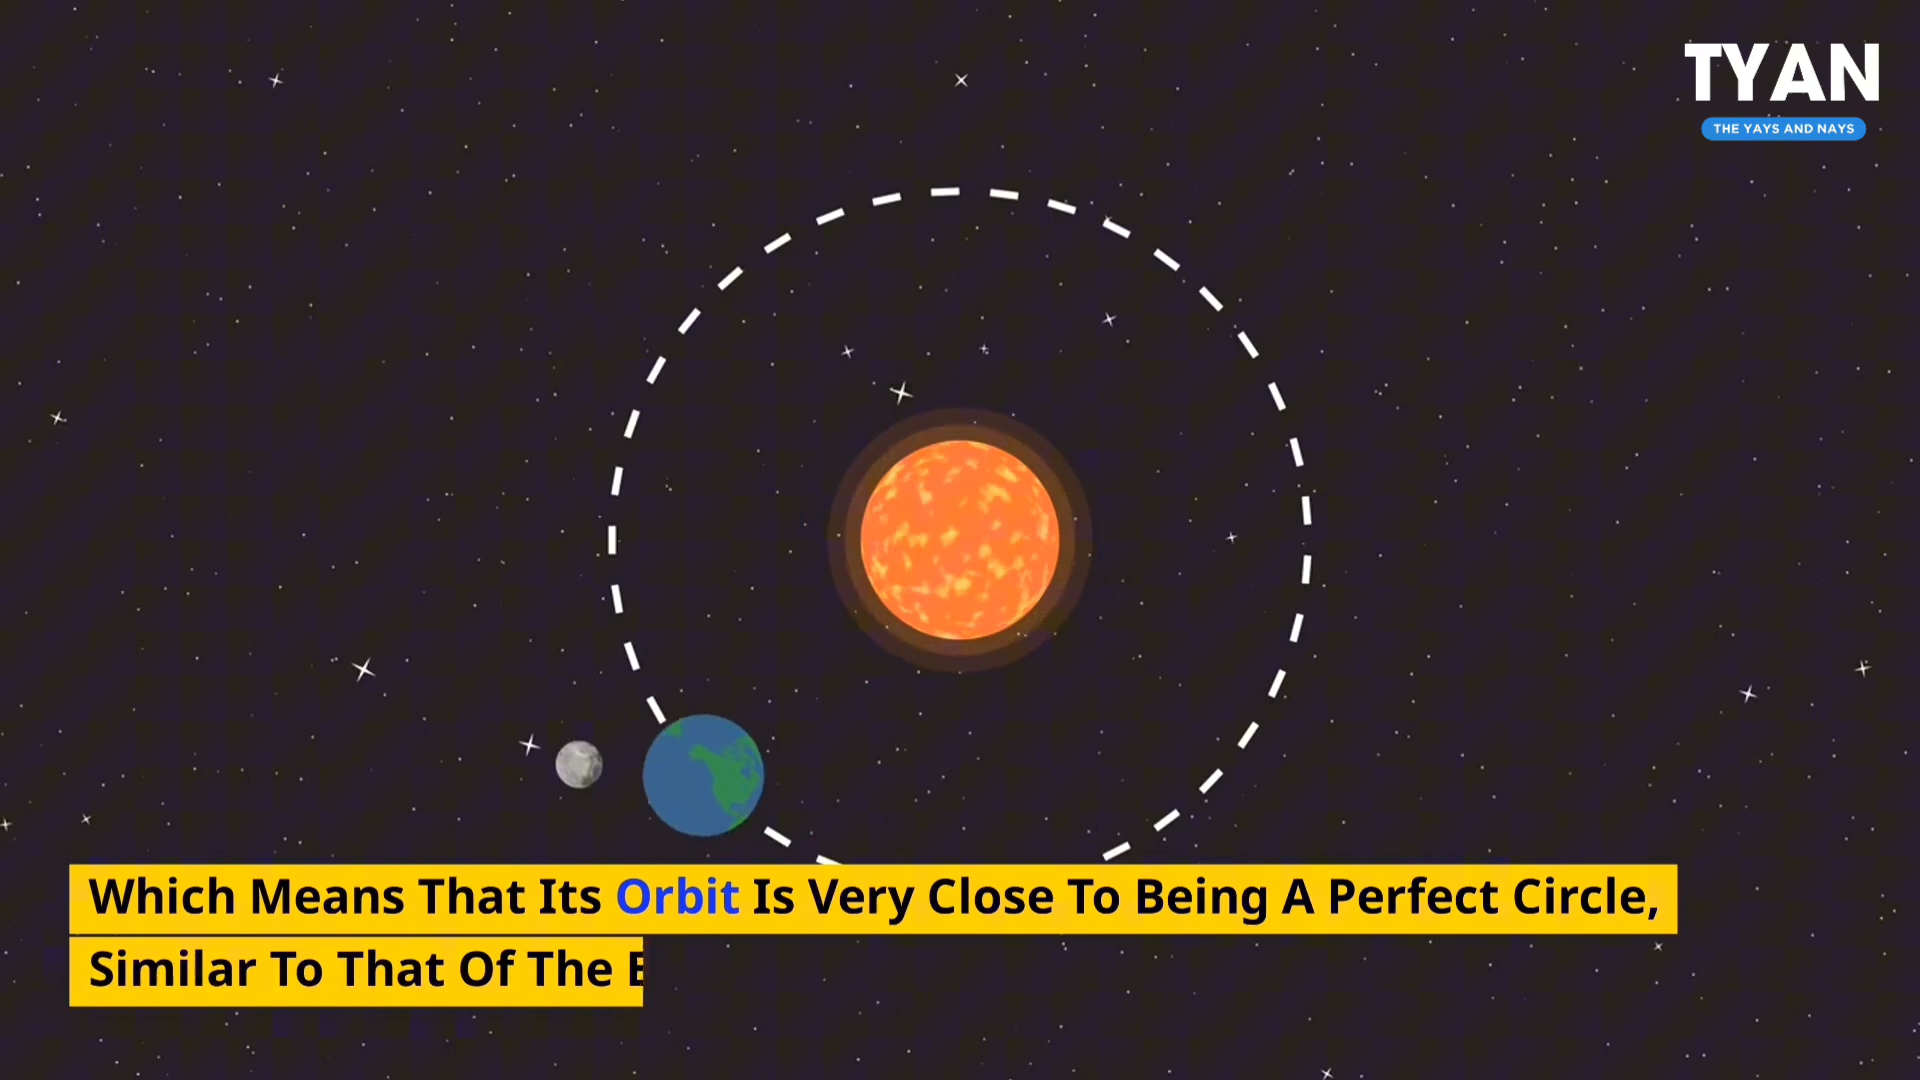 TYAN
THE YAYS AND NAYS
Which Means That Its Orbit Is Very Close To Being A Perfect Circle,
Similar To That Of The